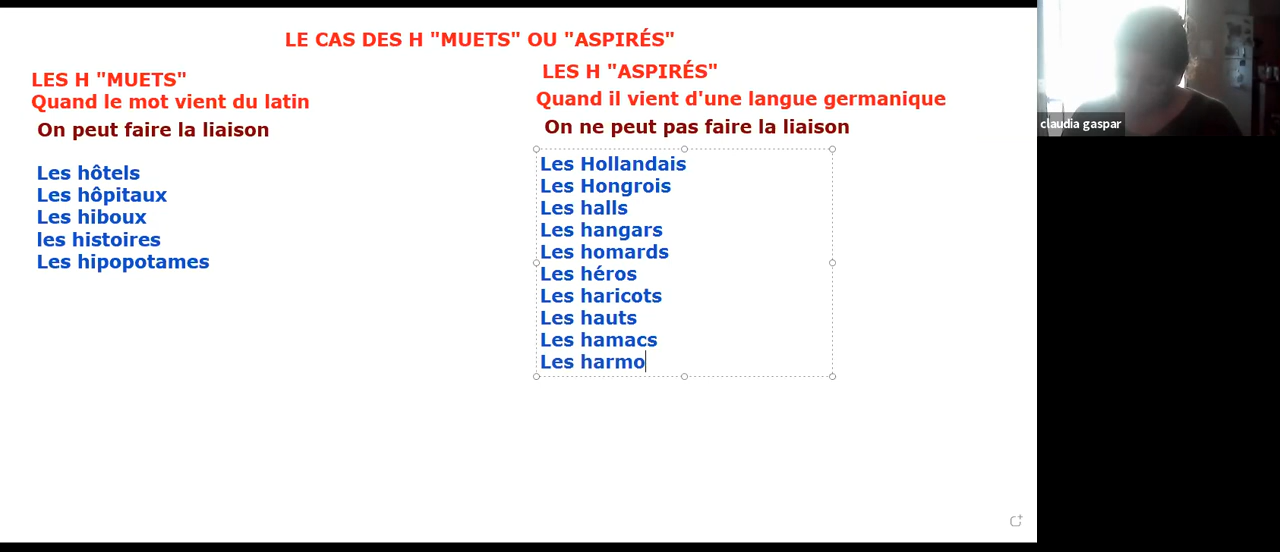 LE CAS DES H "MUETS" OU "ASPIRÉS"
LES H "MUETS"
Quand le mot vient du latin
On peut faire la liaison
Les hôtels
Les hôpitaux
Les hiboux
les histoires
Les hipopotames
LES H "ASPIRÉS"
Quand il vient d'une langue germanique
On ne peut pas faire la liaison
Les Hollandais
Les Hongrois
Les halls
Les hangars
Les homards
Les héros
Les haricots
Les hauts
Les hamacs
Les harmo
claudia gaspar